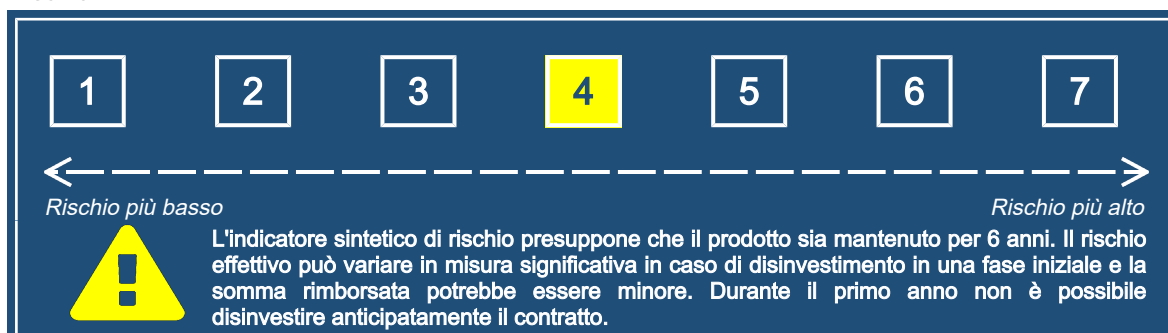 1 2 3 4 5 6 7
Rischio più basso Rischio più alto
L'indicatore sintetico di rischio presuppone che il prodotto sia mantenuto per 6 anni. Il rischio
effettivo può variare in misura significativa in caso di disinvestimento in una fase iniziale e la
somma rimborsata potrebbe essere minore. Durante il primo anno non è possibile
disinvestire anticipatamente il contratto.